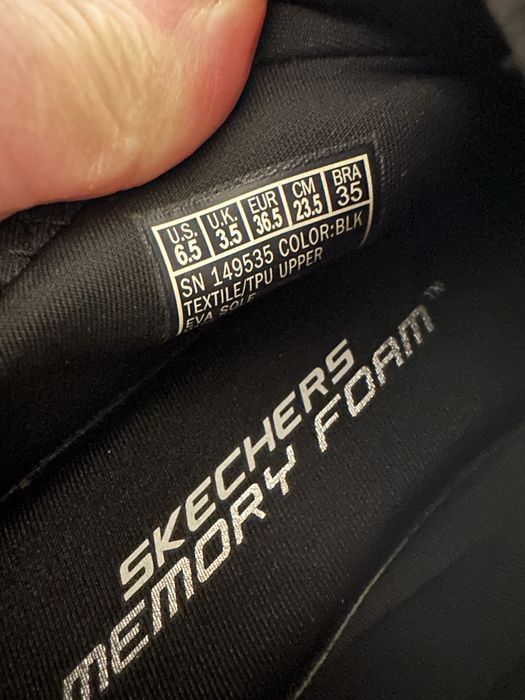 U.S. U.K. EUR CM BRA
6.5 3.5 36.5 23.5 35
SN 149535 COLOR:BLK
TEXTILE/TPU UPPER
EVA SOLE
SKECHERS
MEMORY FOAM™